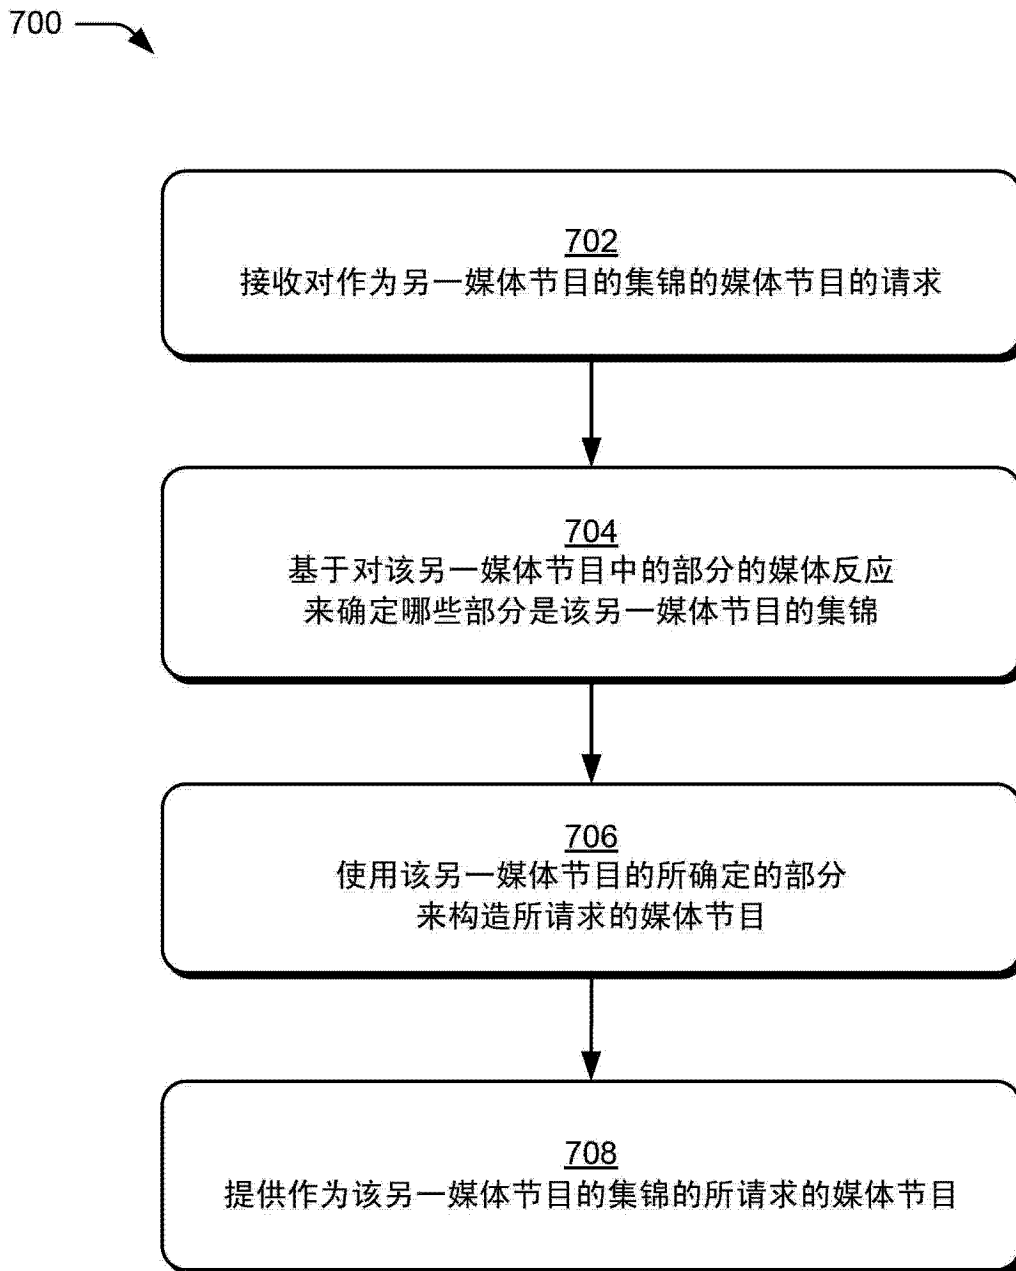 700
702
接收对作为另一媒体节目的集锦的媒体节目的请求
704
基于对该另一媒体节目中的部分的媒体反应
来确定哪些部分是该另一媒体节目的集锦
706
使用该另一媒体节目的所确定的部分
来构造所请求的媒体节目
708
提供作为该另一媒体节目的集锦的所请求的媒体节目